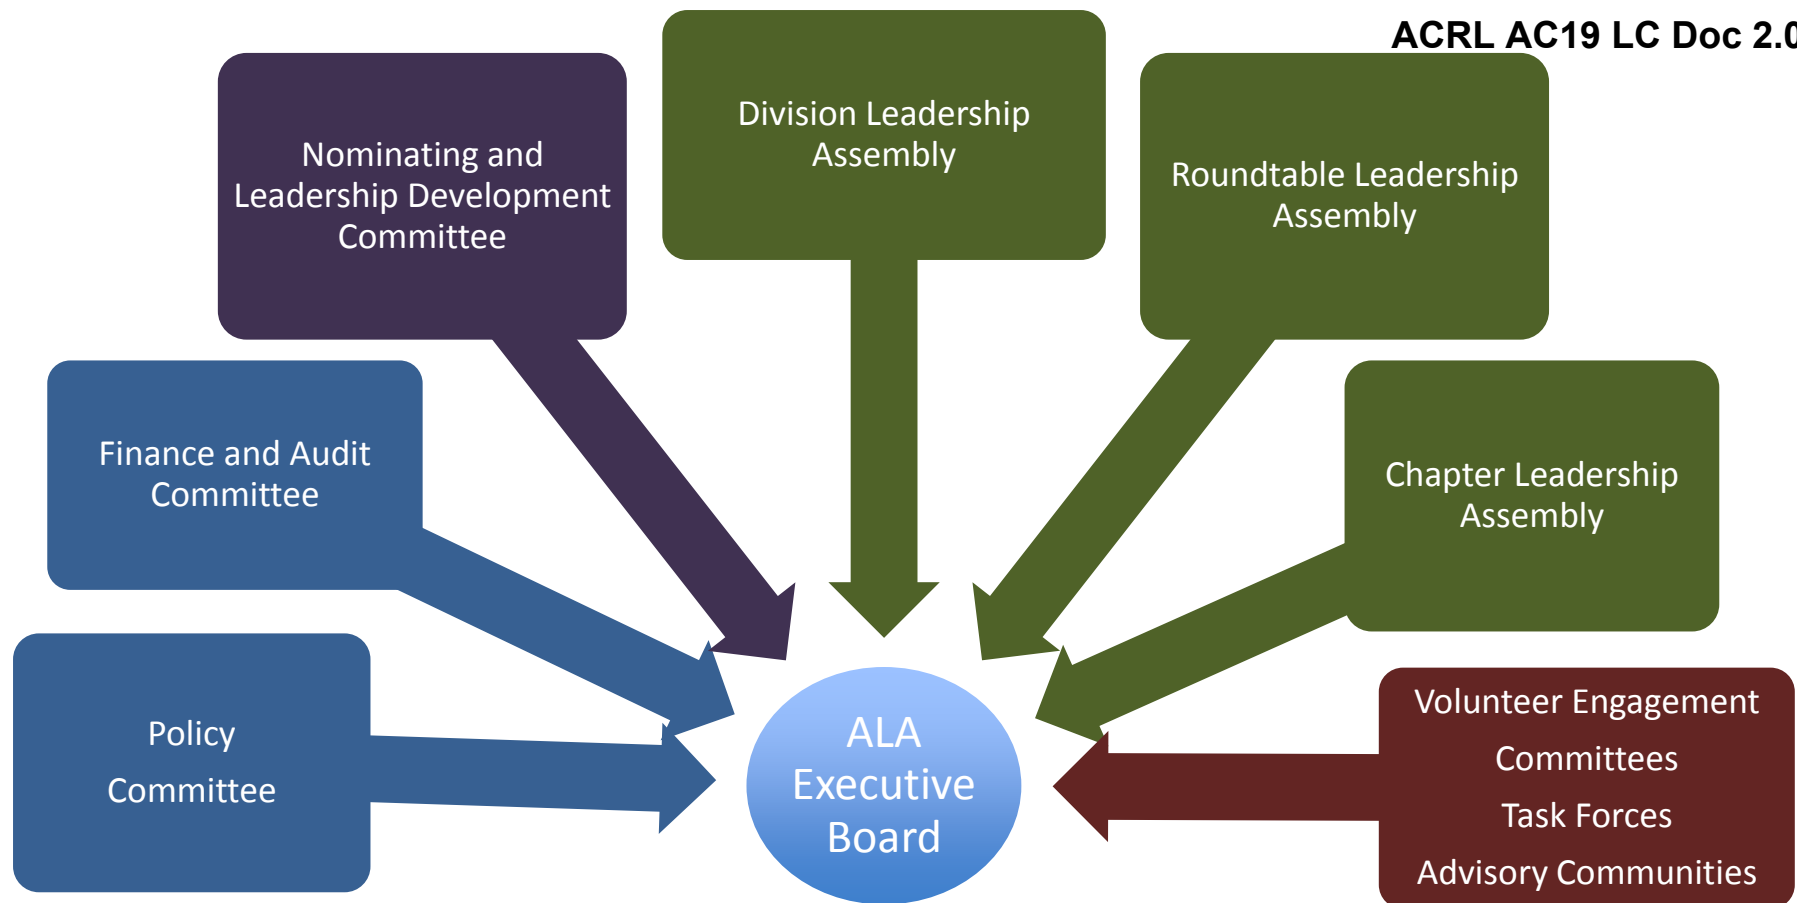 ACRL AC19 LC Doc 2.0
Division Leadership
Assembly
Nominating and
Leadership Development
Committee
Roundtable Leadership
Assembly
Finance and Audit
Committee
Chapter Leadership
Assembly
Policy
Committee
ALA
Executive
Board
Volunteer Engagement
Committees
Task Forces
Advisory Communities